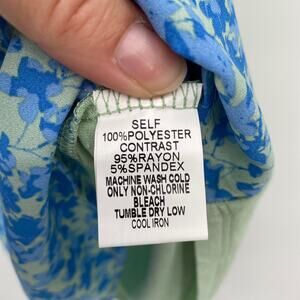 SELF
100%POLYESTER
CONTRAST
95%RAYON
5%SPANDEX
MACHINE WASH COLD
ONLY NON-CHLORINE
BLEACH
TUMBLE DRY LOW
COOL IRON